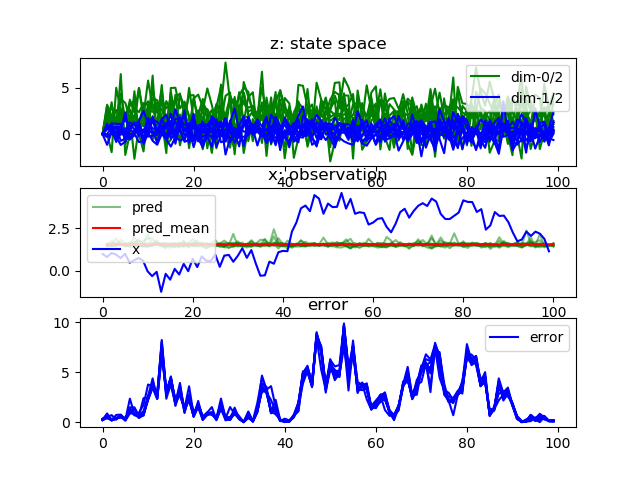 z: state space
5
0
dim-0/2
dim-1/2
0 20 40 60 80 100
x: observation
2.5
0.0
pred
pred_mean
x
0 20 40 60 80 100
error
10
5
0
error
0 20 40 60 80 100